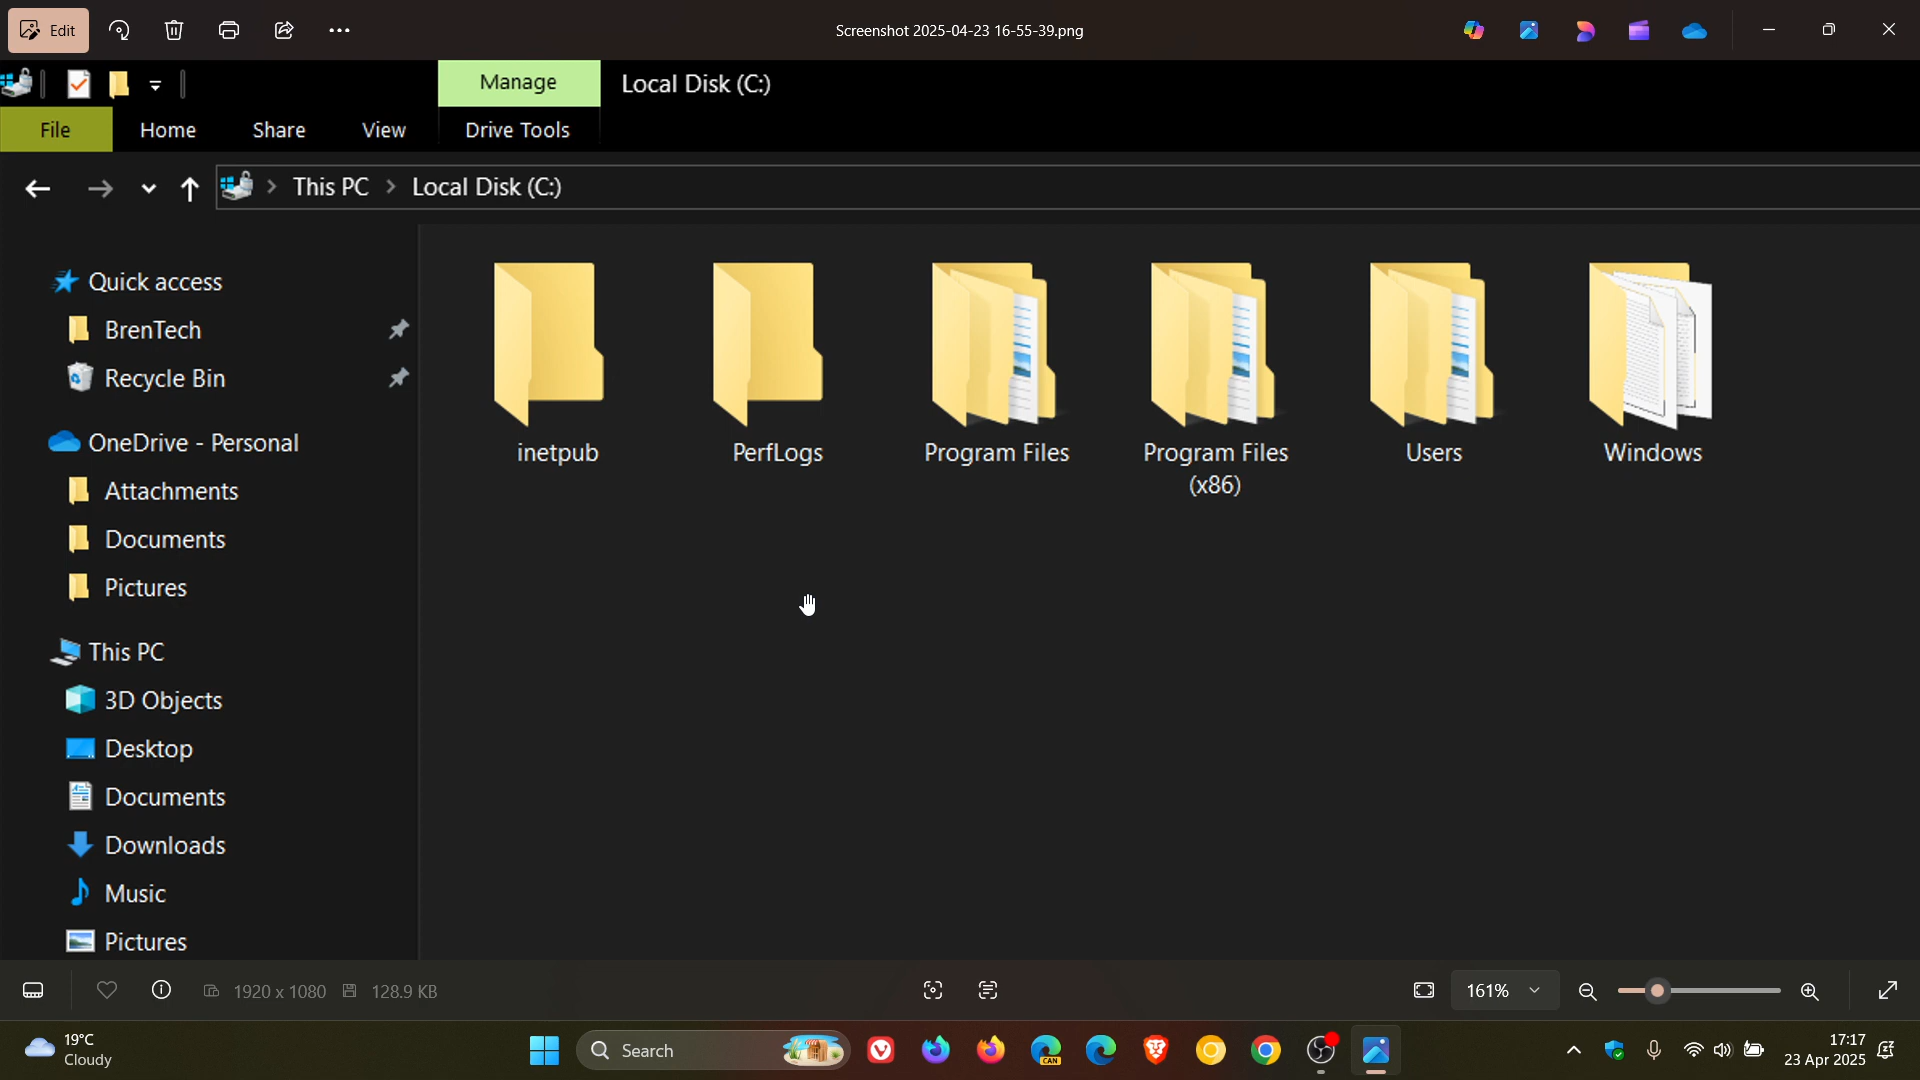 Edit
Screenshot 2025-04-23 16-55-39.png
Manage
Local Disk (C:)
File
Home
Share
View
Drive Tools
This PC
Local Disk (C:)
Quick access
BrenTech
Recycle Bin
OneDrive - Personal
Attachments
Documents
Pictures
This PC
3D Objects
Desktop
Documents
Downloads
Music
Pictures
inetpub
PerfLogs
Program Files
Program Files
(x86)
Users
Windows
1920 x 1080
128.9 KB
161%
19°C
Cloudy
Search
CAN
17:17
23 Apr 2025